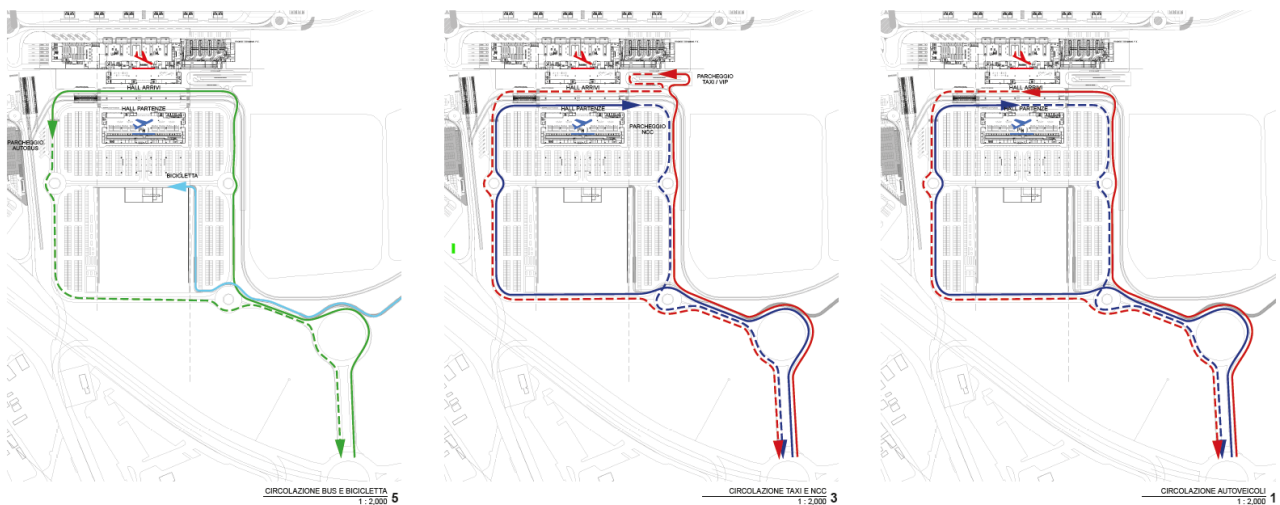 HALL ARRIVI
HALL PARTENZE
PARCHEGGIO
AUTOBUS
BICICLETTA
CIRCOLAZIONE BUS E BICICLETTA
1 : 2,000
5
PARCHEGGIO
TAXI / VIP
HALL ARRIVI
HALL PARTENZE
PARCHEGGIO
NCC
CIRCOLAZIONE TAXI E NCC
1 : 2,000
3
HALL ARRIVI
HALL PARTENZE
CIRCOLAZIONE AUTOVEICOLI
1 : 2,000
1